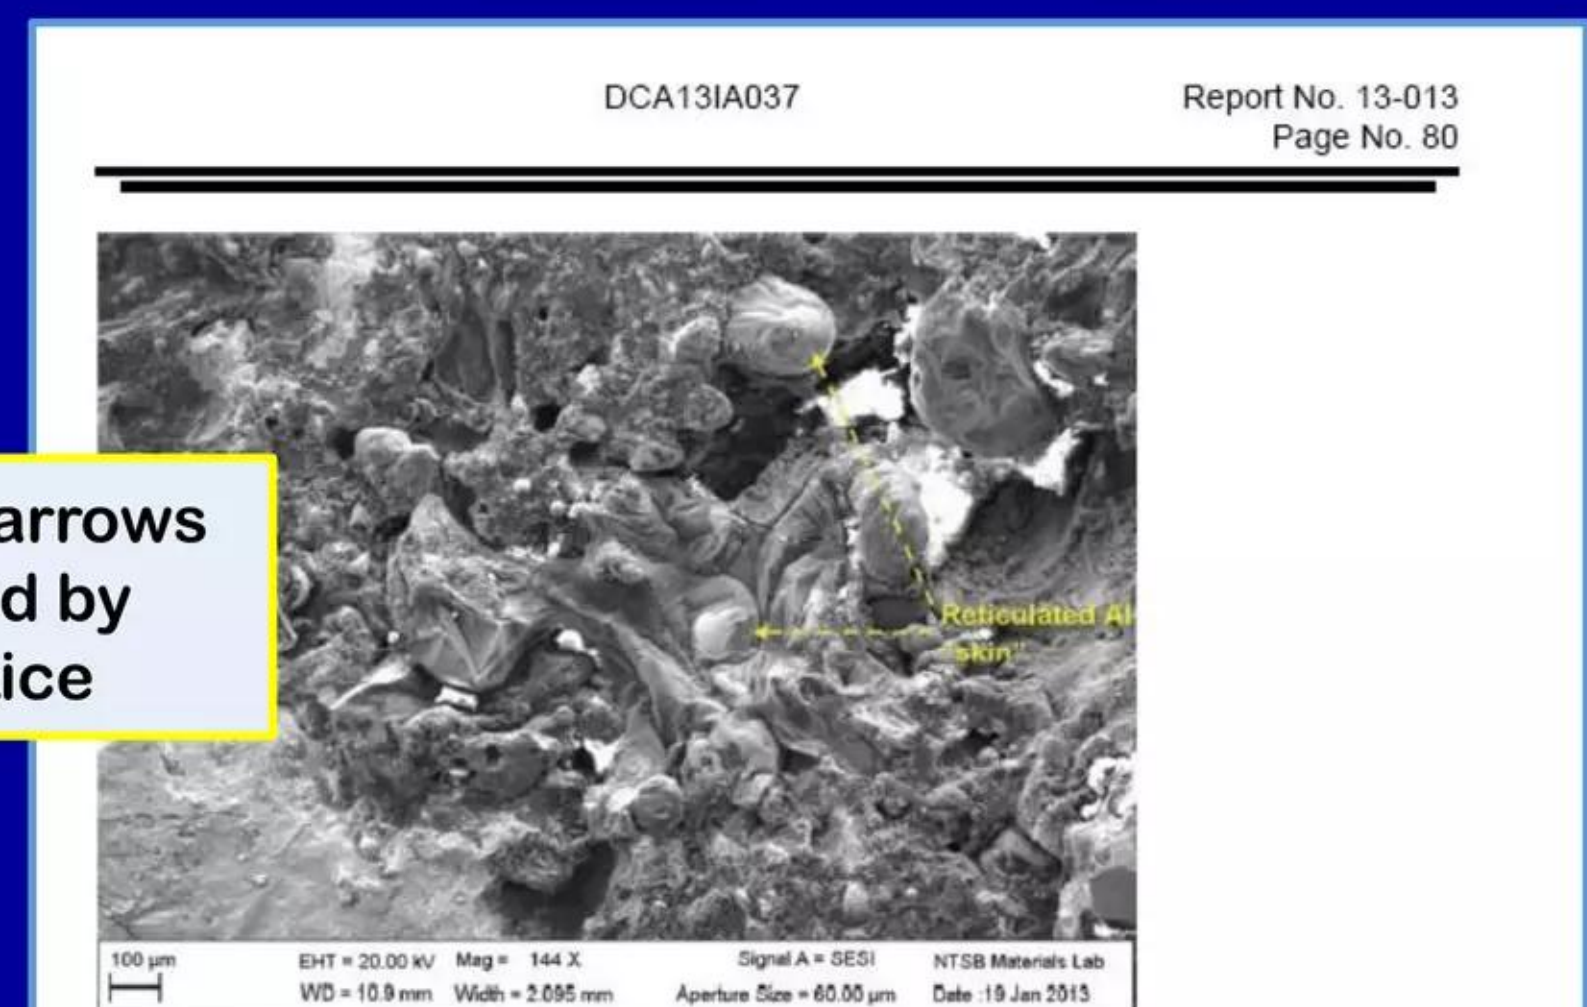 DCA13IA037
Report No. 13-013
Page No. 80
arrows
d by
ice
Reticulated Al
"skin"
100 µm
EHT = 20.00 kV Mag = 144 X Signal A = SESI NTSB Materials Lab
WD = 10.9 mm Width = 2.095 mm Aperture Size = 60.00 µm Date :19 Jan 2013